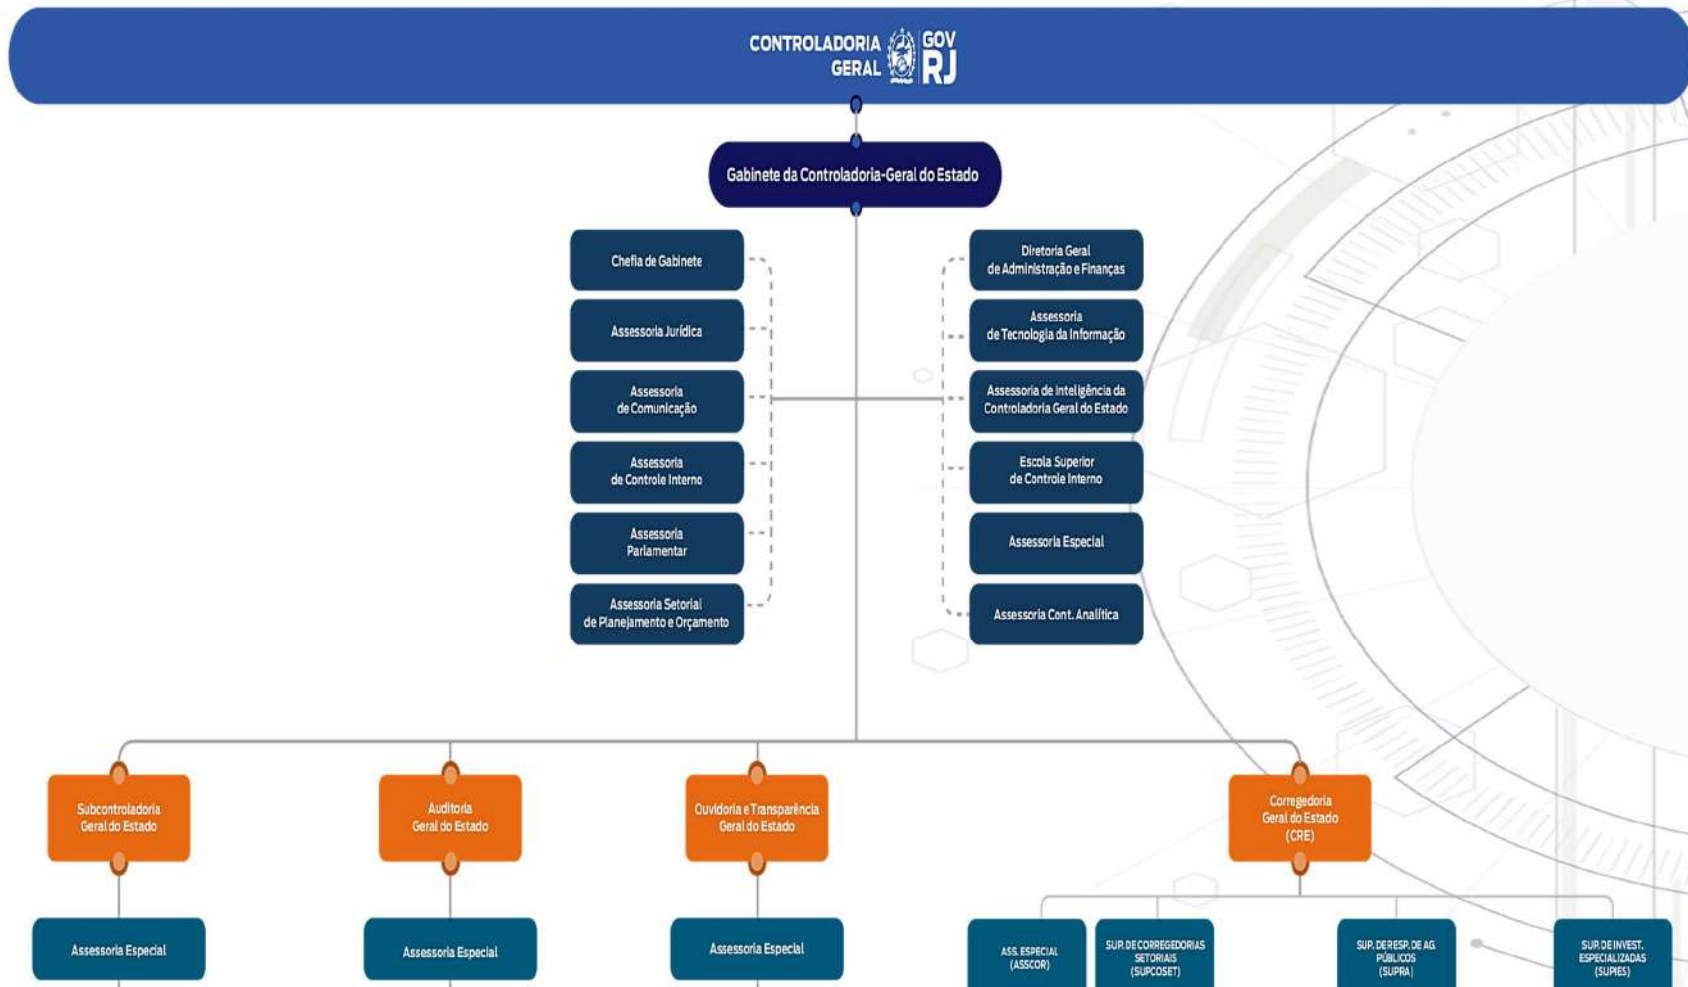 CONTROLADORIA
GERAL
GOV
RJ
Gabinete da Controladoria-Geral do Estado
Chefia de Gabinete
Assessoria Jurídica
Assessoria
de Comunicação
Assessoria
de Controle Interno
Assessoria
Parlamentar
Assessoria Setorial
de Planejamento e Orçamento
Diretoria Geral
de Administração e Finanças
Assessoria
de Tecnologia da Informação
Assessoria de Inteligência da
Controladoria Geral do Estado
Escola Superior
de Controle Interno
Assessoria Especial
Assessoria Cont. Analítica
Subcontroladoria
Geral do Estado
Auditoria
Geral do Estado
Ouvidoria e Transparência
Geral do Estado
Corregedoria
Geral do Estado
(CRE)
Assessoria Especial
Assessoria Especial
Assessoria Especial
ASS. ESPECIAL
(ASSCOR)
SUP. DE CORREGEDORIAS
SETORIAIS
(SUPCOSET)
SUP. DE RESP. DE AG.
PÚBLICOS
(SUPRA)
SUP. DE INVEST.
ESPECIALIZADAS
(SUPIES)